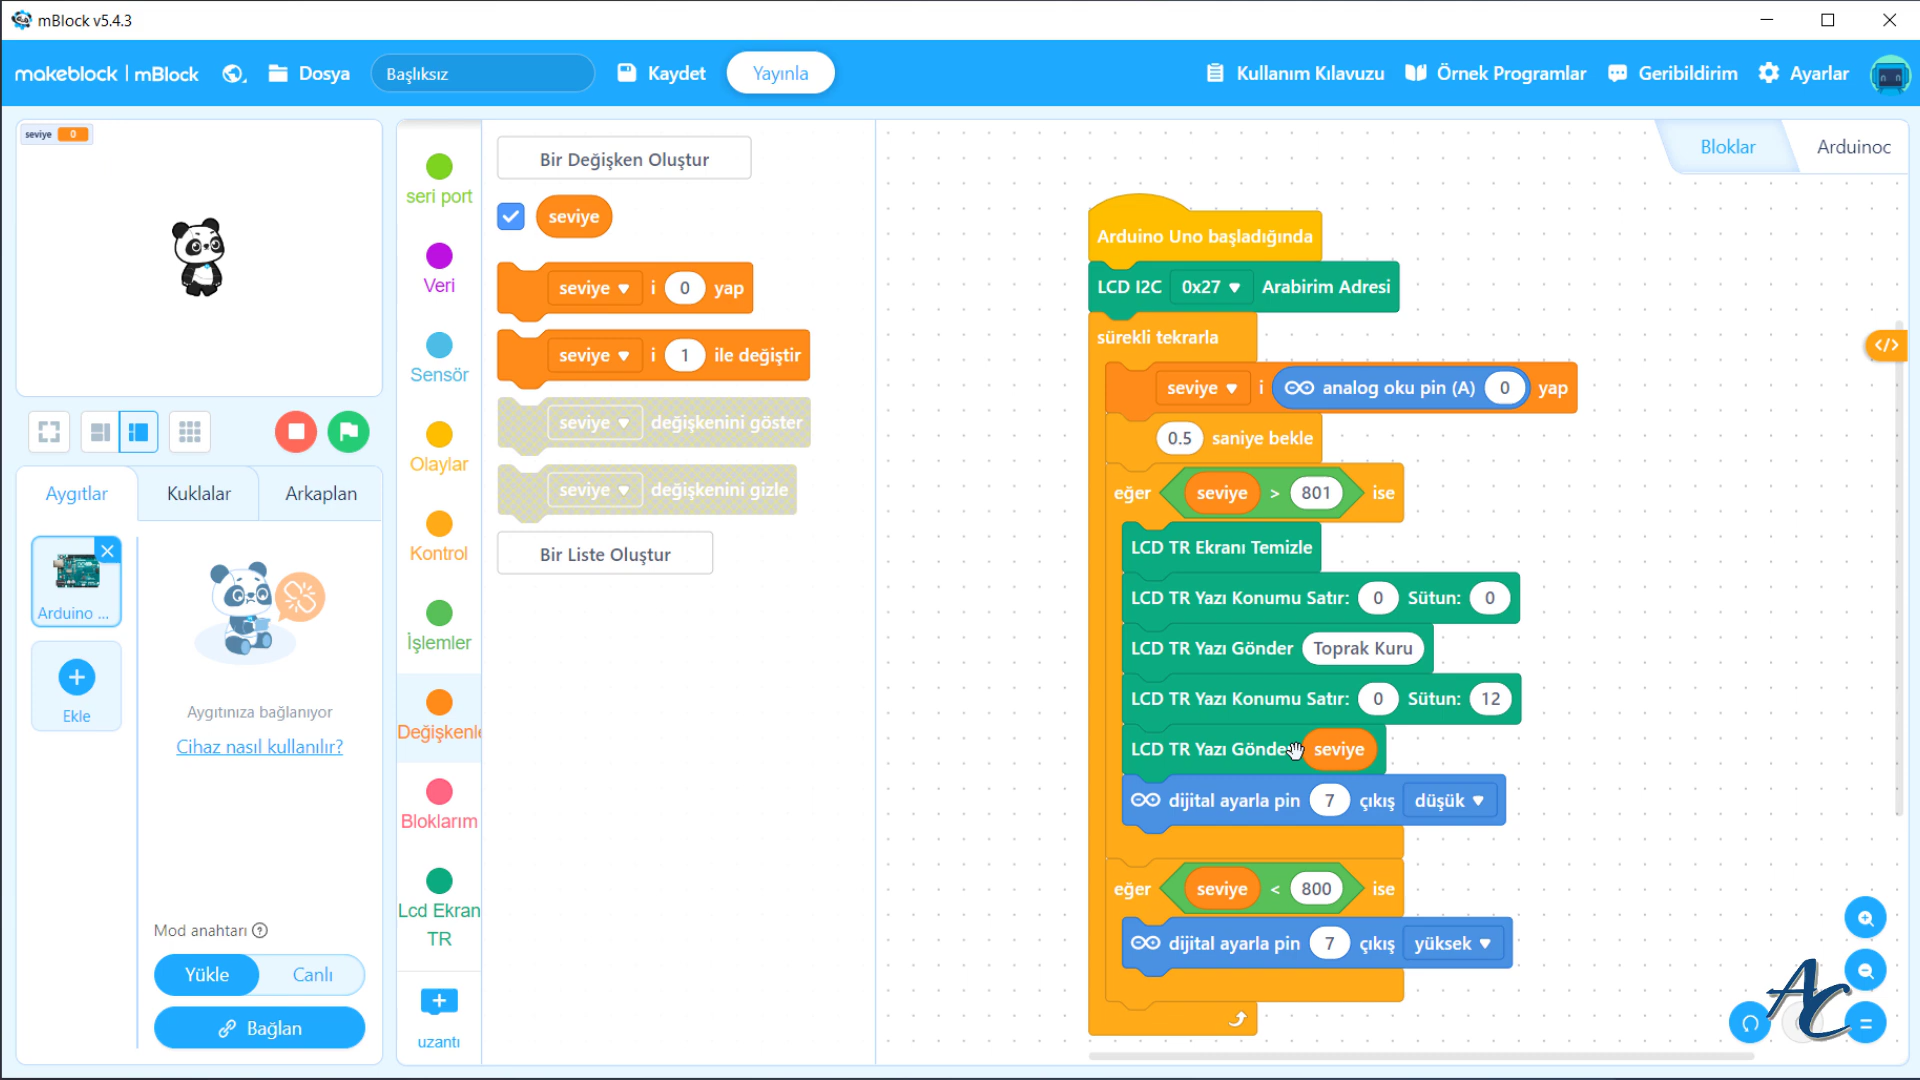 mBlock v5.4.3
makeblock | mBlock
Dosya
Başlıksız
Kaydet
Yayınla
Kullanım Kılavuzu
Örnek Programlar
Geribildirim
Ayarlar
seviye 0
Aygıtlar
Kuklalar
Arkaplan
Arduino ...
Ekle
Aygıtınıza bağlanıyor
Cihaz nasıl kullanılır?
Mod anahtarı ?
Yükle
Canlı
Bağlan
seri port
Veri
Sensör
Olaylar
Kontrol
İşlemler
Değişkenle
Bloklarım
Lcd Ekran
TR
uzantı
Bir Değişken Oluştur
seviye
seviye i 0 yap
seviye i 1 ile değiştir
seviye değişkenini göster
seviye değişkenini gizle
Bir Liste Oluştur
Bloklar
Arduinoc
</>
Arduino Uno başladığında
LCD I2C 0x27 Arabirim Adresi
sürekli tekrarla
seviye i analog oku pin (A) 0 yap
0.5 saniye bekle
eğer seviye > 801 ise
LCD TR Ekranı Temizle
LCD TR Yazı Konumu Satır: 0 Sütun: 0
LCD TR Yazı Gönder Toprak Kuru
LCD TR Yazı Konumu Satır: 0 Sütun: 12
LCD TR Yazı Gönde seviye
dijital ayarla pin 7 çıkış düşük
eğer seviye < 800 ise
dijital ayarla pin 7 çıkış yüksek
AC